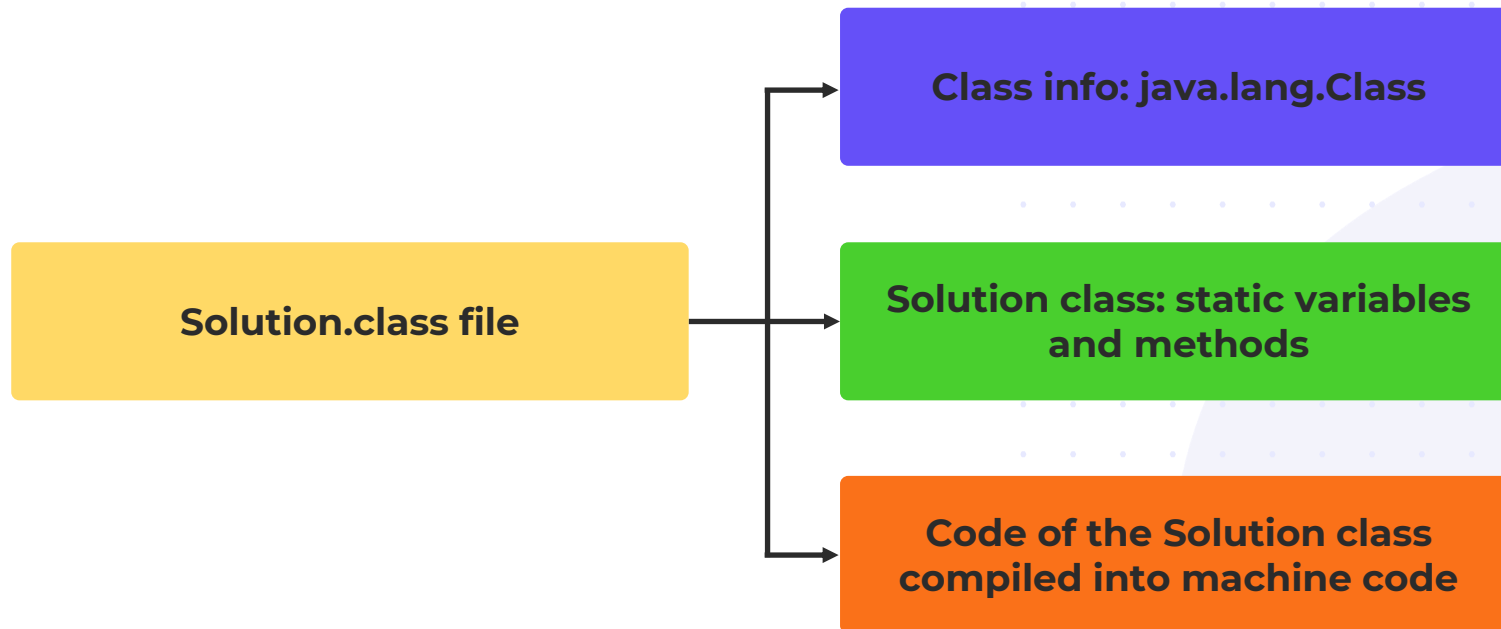 Class info: java.lang.Class
Solution.class file
Solution class: static variables
and methods
Code of the Solution class
compiled into machine code